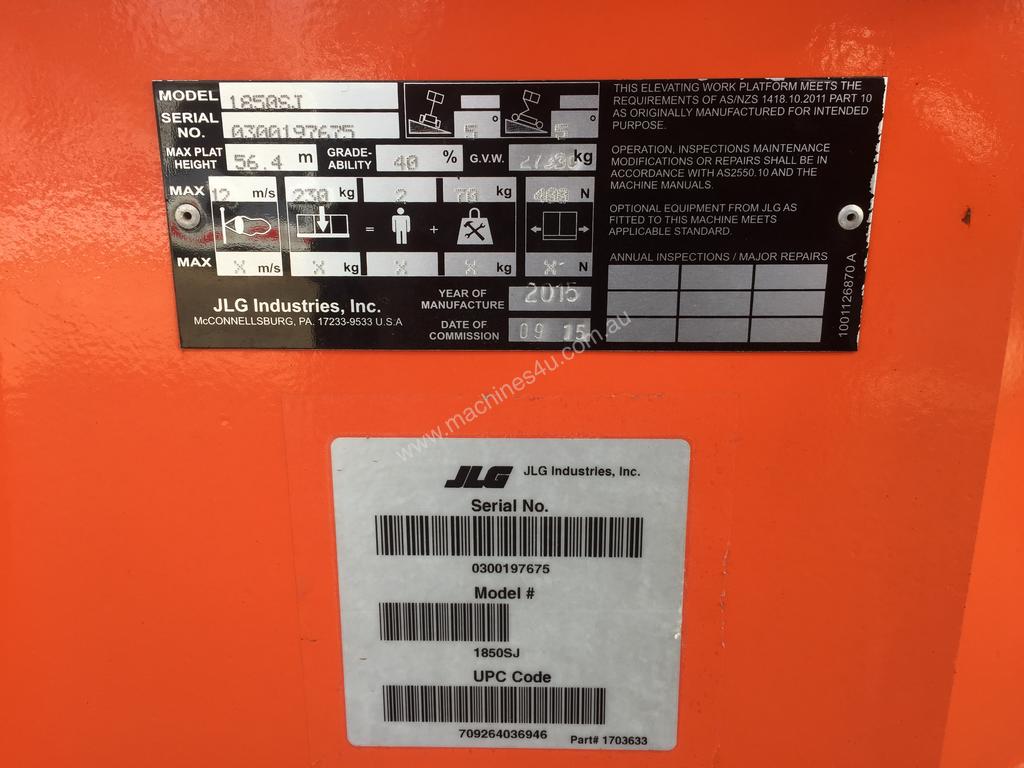 MODEL 1850SJ
SERIAL NO. 0300197675
5 ° 5 °
MAX PLAT HEIGHT 56.4 m GRADE-ABILITY 40 % G.V.W. kg
MAX 12 m/s 230 kg 2 70 kg 400 N
= +
MAX X m/s X kg X X kg X N
JLG Industries, Inc.
McCONNELLSBURG, PA. 17233-9533 U.S.A
YEAR OF MANUFACTURE 2015
DATE OF COMMISSION 09 15
THIS ELEVATING WORK PLATFORM MEETS THE
REQUIREMENTS OF AS/NZS 1418.10.2011 PART 10
AS ORIGINALLY MANUFACTURED FOR INTENDED
PURPOSE.
OPERATION, INSPECTIONS MAINTENANCE
MODIFICATIONS OR REPAIRS SHALL BE IN
ACCORDANCE WITH AS2550.10 AND THE
MACHINE MANUALS.
OPTIONAL EQUIPMENT FROM JLG AS
FITTED TO THIS MACHINE MEETS
APPLICABLE STANDARD.
ANNUAL INSPECTIONS / MAJOR REPAIRS
1001126870 A
www.machines4u.com.au
JLG JLG Industries, Inc.
Serial No.
0300197675
Model #
1850SJ
UPC Code
709264036946
Part# 1703633